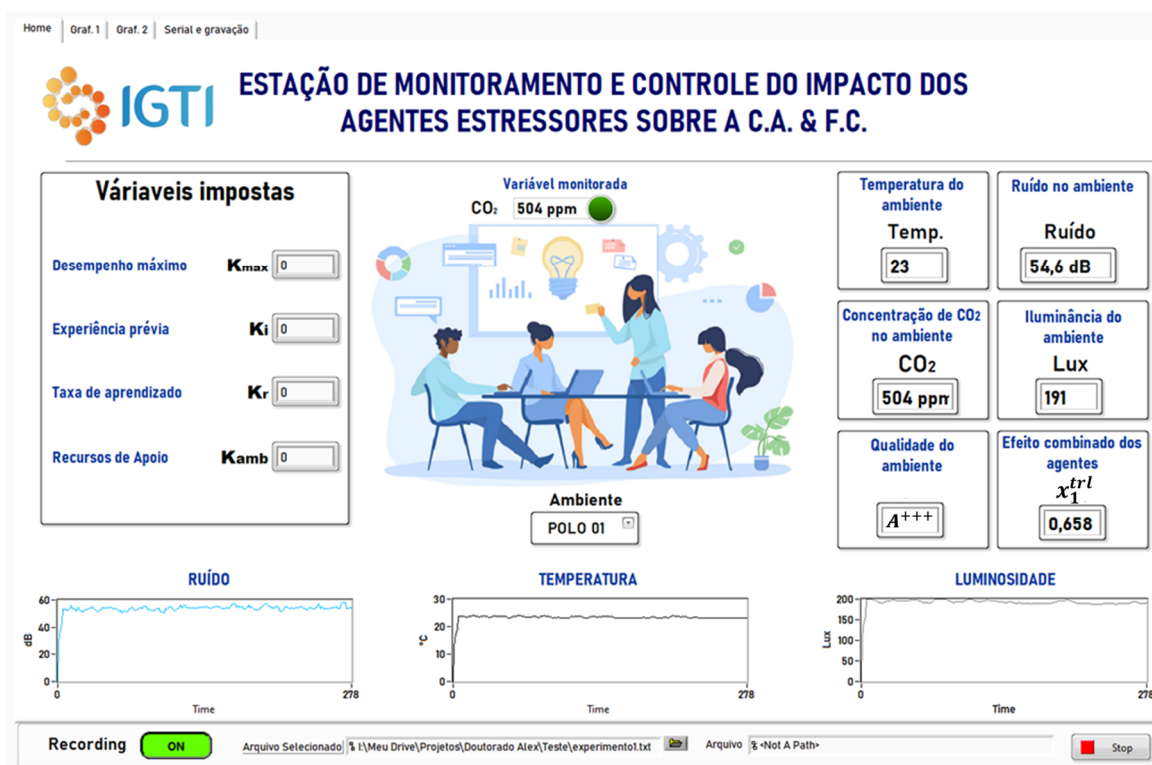 Home Graf. 1 Graf. 2 Serial e gravação
IGTI
ESTAÇÃO DE MONITORAMENTO E CONTROLE DO IMPACTO DOS
AGENTES ESTRESSORES SOBRE A C.A. & F.C.
Váriaveis impostas
Desempenho máximo Kmax 0
Experiência prévia Ki 0
Taxa de aprendizado Kr 0
Recursos de Apoio Kamb 0
Variável monitorada
CO₂ 504 ppm
Ambiente
POLO 01
Temperatura do
ambiente
Temp.
23
Ruído no ambiente
Ruído
54,6 dB
Concentração de CO₂
no ambiente
CO₂
504 ppm
Iluminância do
ambiente
Lux
191
Qualidade do
ambiente
A⁺⁺⁺
Efeito combinado dos
agentes
x₁ᵗʳˡ
0,658
RUÍDO
60
40
20
0
dB
0 278
Time
TEMPERATURA
30
20
10
0
°C
0 278
Time
LUMINOSIDADE
200
150
100
50
0
Lux
0 278
Time
Recording ON Arquivo Selecionado I:\Meu Drive\Projetos\Doutorado Alex\Teste\experimento1.txt Arquivo <Not A Path> Stop